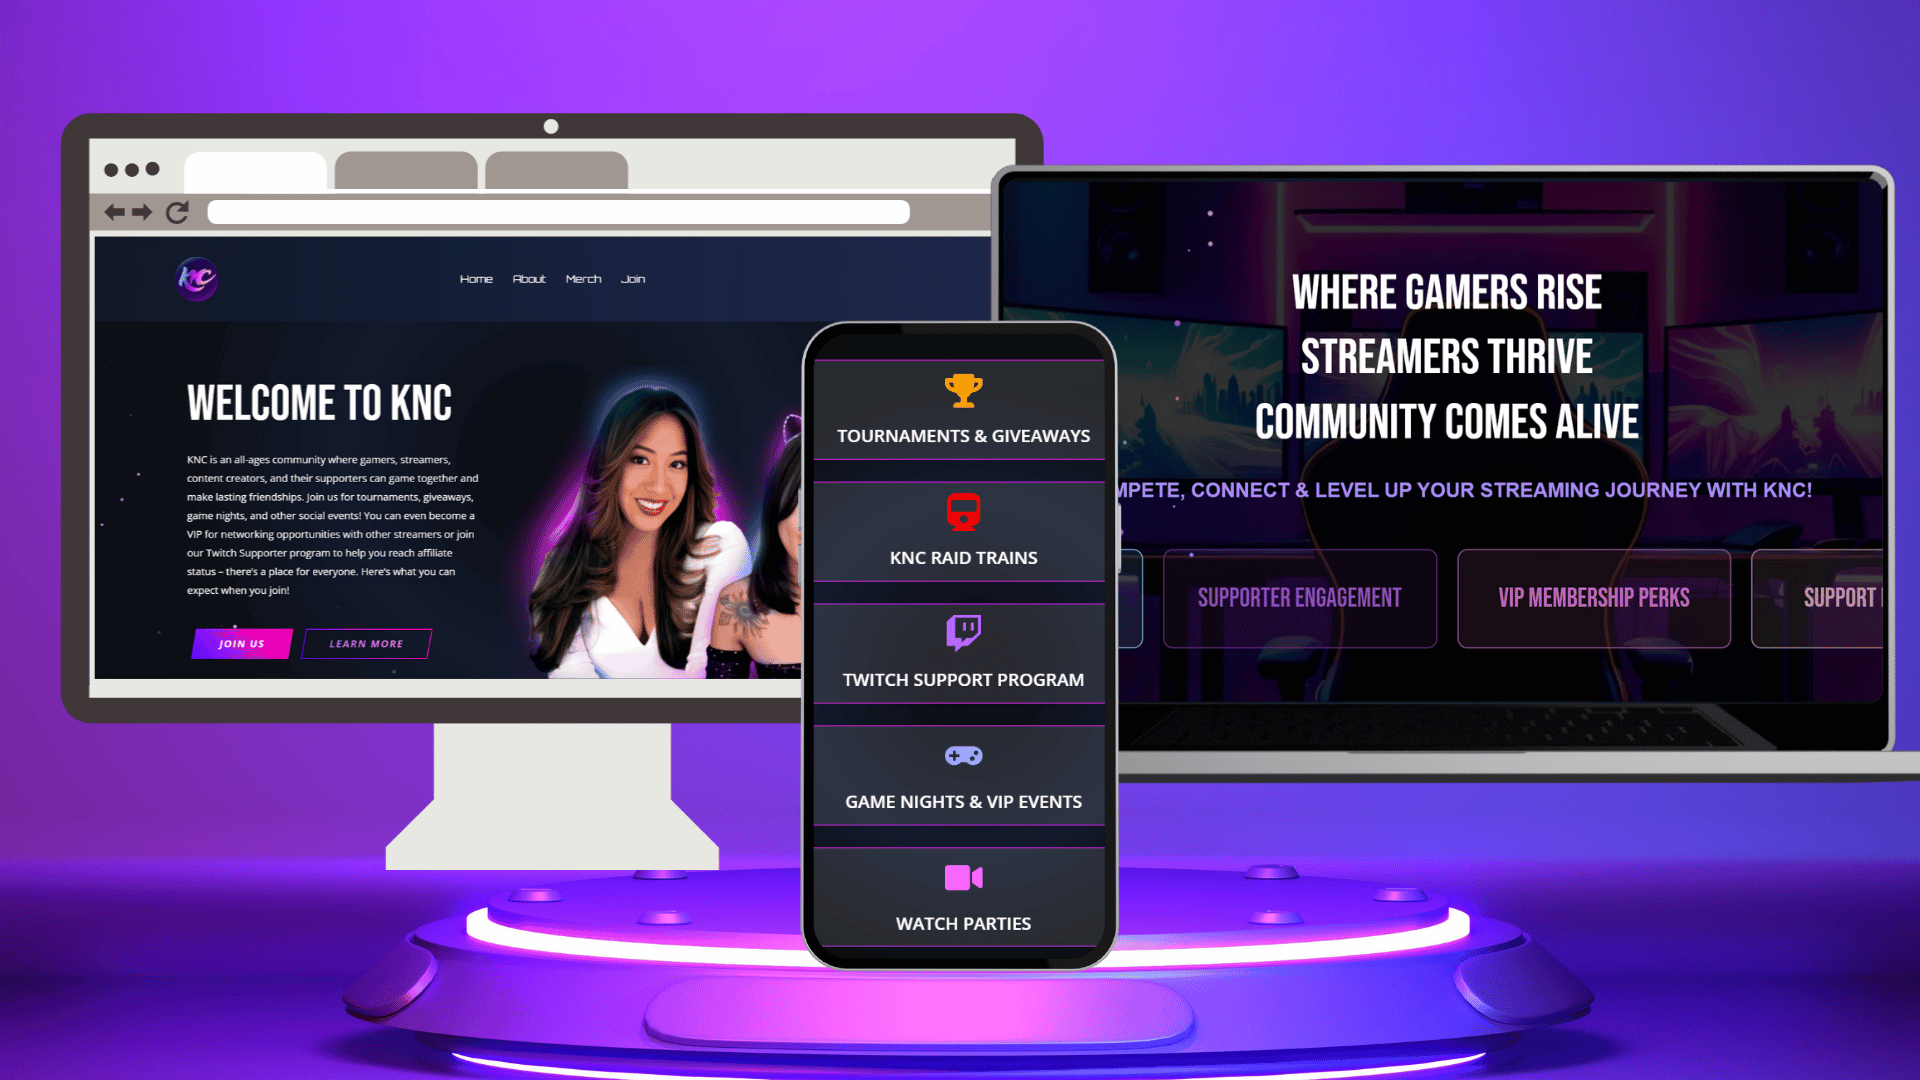 KNC
Home About Merch Join
WELCOME TO KNC
KNC is an all-ages community where gamers, streamers,
content creators, and their supporters can game together and
make lasting friendships. Join us for tournaments, giveaways,
game nights, and other social events! You can even become a
VIP for networking opportunities with other streamers or join
our Twitch Supporter program to help you reach affiliate
status – there's a place for everyone. Here's what you can
expect when you join!
JOIN US
LEARN MORE
TOURNAMENTS & GIVEAWAYS
KNC RAID TRAINS
TWITCH SUPPORT PROGRAM
GAME NIGHTS & VIP EVENTS
WATCH PARTIES
WHERE GAMERS RISE
STREAMERS THRIVE
COMMUNITY COMES ALIVE
MPETE, CONNECT & LEVEL UP YOUR STREAMING JOURNEY WITH KNC!
SUPPORTER ENGAGEMENT
VIP MEMBERSHIP PERKS
SUPPORT